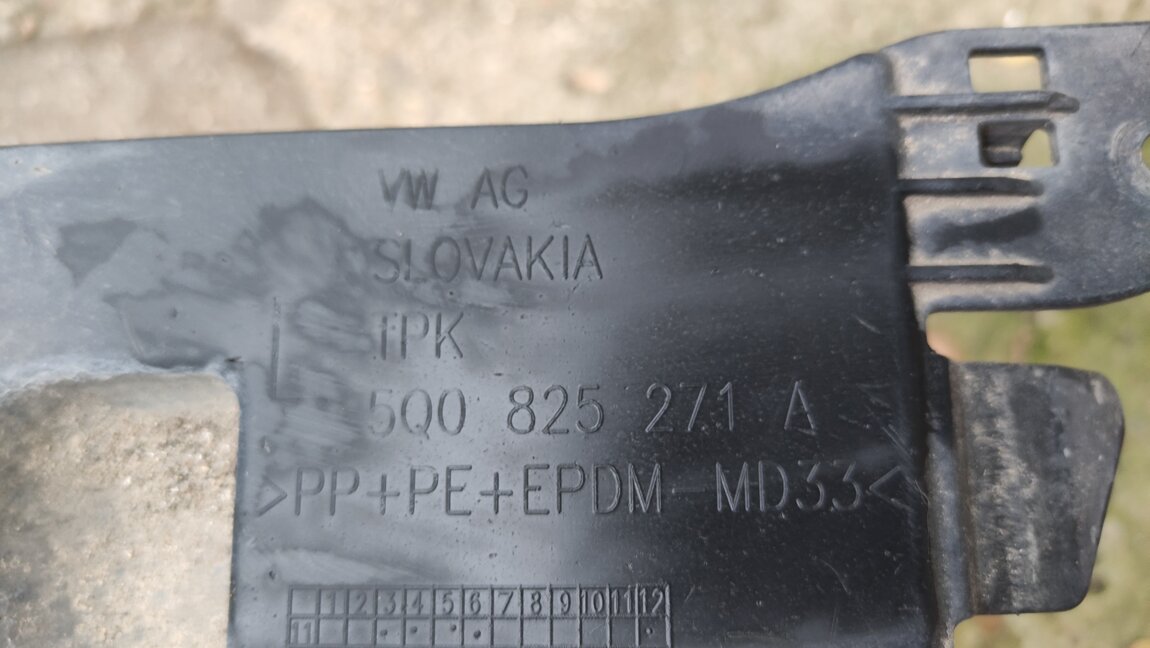 VW AG
SLOVAKIA
1PK
5Q0 825 271 A
>PP+PE+EPDM-MD33<
1 2 3 4 5 6 7 8 9 10 11 12
11